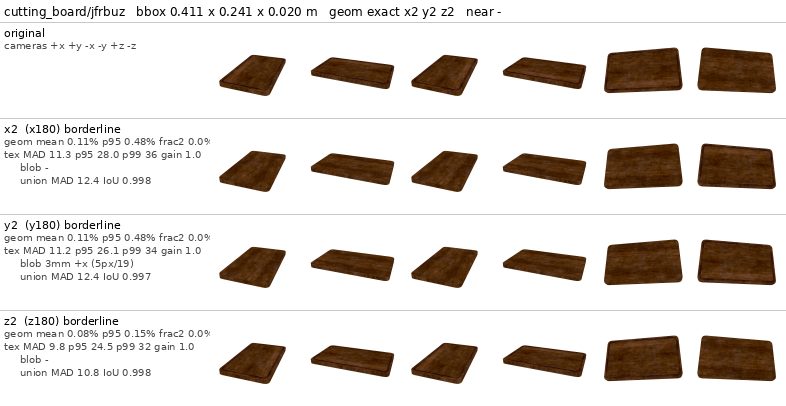 cutting_board/jfrbuz   bbox 0.411 x 0.241 x 0.020 m   geom exact x2 y2 z2   near -
original
cameras +x +y -x -y +z -z
x2  (x180) borderline
geom mean 0.11% p95 0.48% frac2 0.0%
tex MAD 11.3 p95 28.0 p99 36 gain 1.0
blob -
union MAD 12.4 IoU 0.998
y2  (y180) borderline
geom mean 0.11% p95 0.48% frac2 0.0%
tex MAD 11.2 p95 26.1 p99 34 gain 1.0
blob 3mm +x (5px/19)
union MAD 12.4 IoU 0.997
z2  (z180) borderline
geom mean 0.08% p95 0.15% frac2 0.0%
tex MAD 9.8 p95 24.5 p99 32 gain 1.0
blob -
union MAD 10.8 IoU 0.998